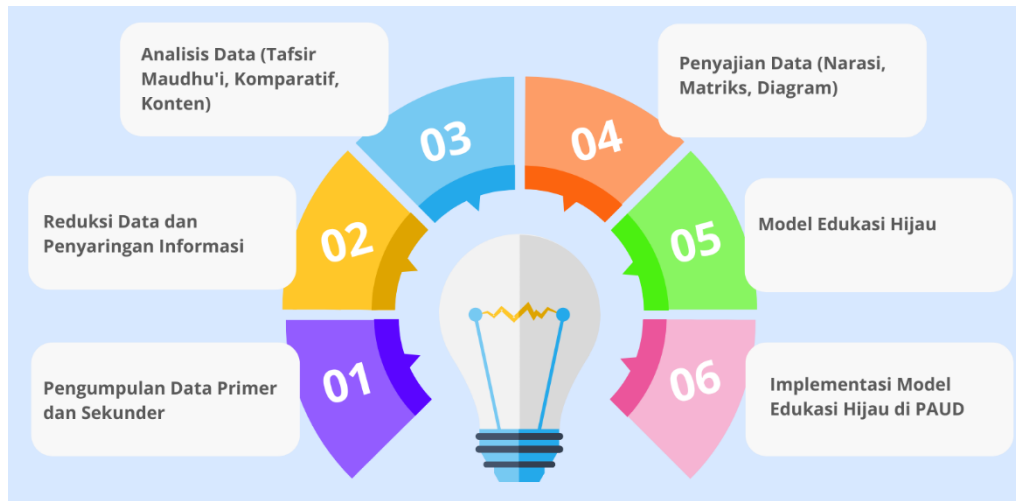 01
Pengumpulan Data Primer
dan Sekunder
02
Reduksi Data dan
Penyaringan Informasi
03
Analisis Data (Tafsir
Maudhu'i, Komparatif,
Konten)
04
Penyajian Data (Narasi,
Matriks, Diagram)
05
Model Edukasi Hijau
06
Implementasi Model
Edukasi Hijau di PAUD